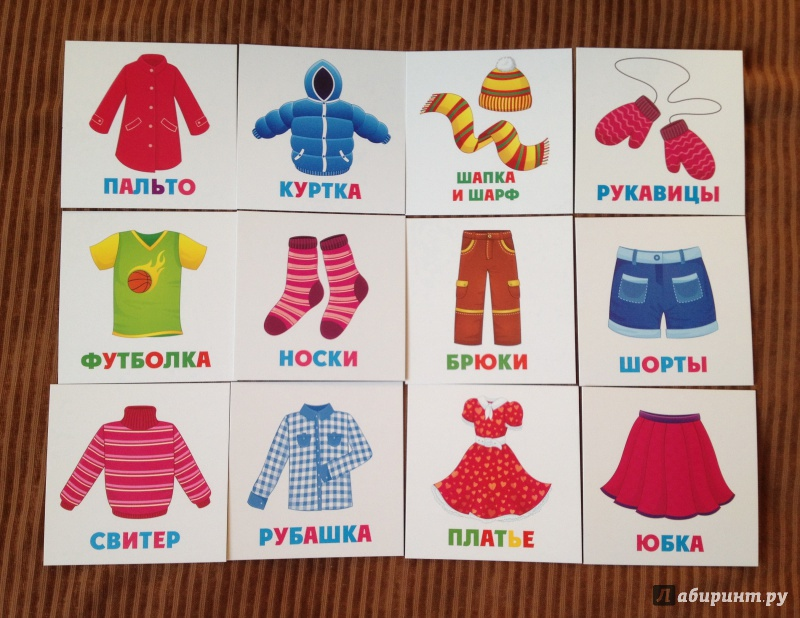 ПАЛЬТО
КУРТКА
ШАПКА
И ШАРФ
РУКАВИЦЫ
ФУТБОЛКА
НОСКИ
БРЮКИ
ШОРТЫ
СВИТЕР
РУБАШКА
ПЛАТЬЕ
ЮБКА
Лабиринт.ру